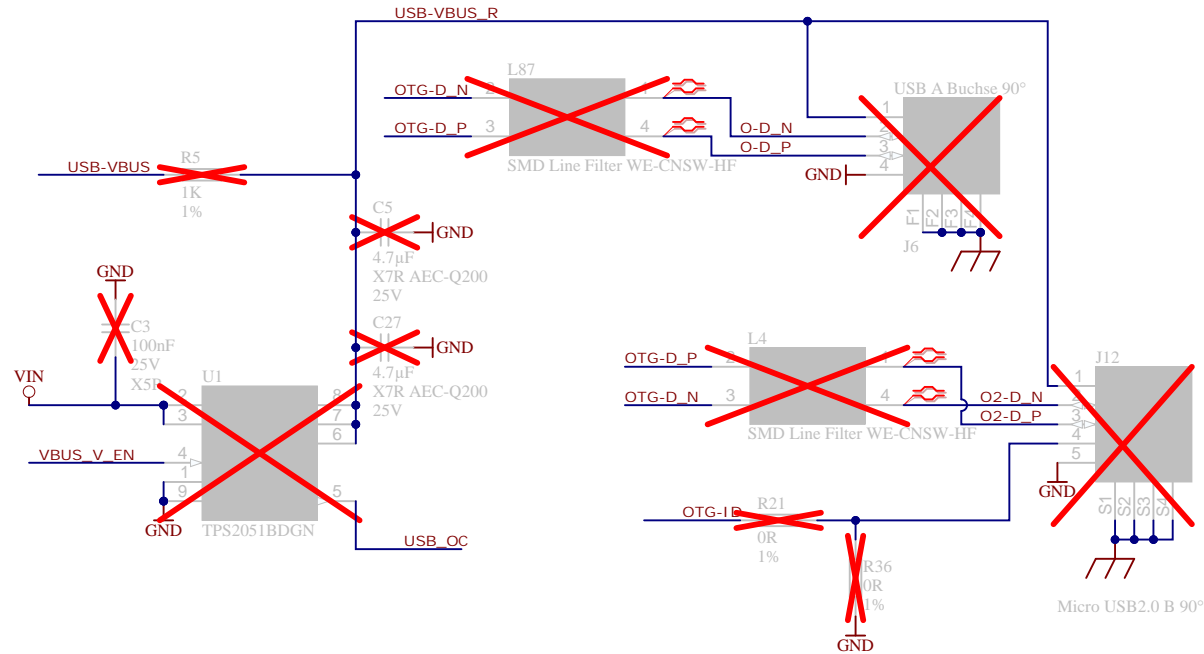 USB-VBUS_R
L87
OTG-D_N
2
1
OTG-D_P
3
4
SMD Line Filter WE-CNSW-HF
O-D_N
O-D_P
USB A Buchse 90°
1
2
3
4
GND
F1
F2
F3
F4
J6
USB-VBUS
R5
1K
1%
C5
GND
4.7µF
X7R AEC-Q200
25V
GND
C3
100nF
25V
X5R
C27
GND
4.7µF
X7R AEC-Q200
25V
VIN
U1
2
3
4
1
9
8
7
6
5
VBUS_V_EN
GND
TPS2051BDGN
USB_OC
L4
OTG-D_P
2
1
OTG-D_N
3
4
SMD Line Filter WE-CNSW-HF
O2-D_N
O2-D_P
J12
1
2
3
4
5
GND
S1
S2
S3
S4
Micro USB2.0 B 90°
OTG-ID
R21
0R
1%
R36
0R
1%
GND